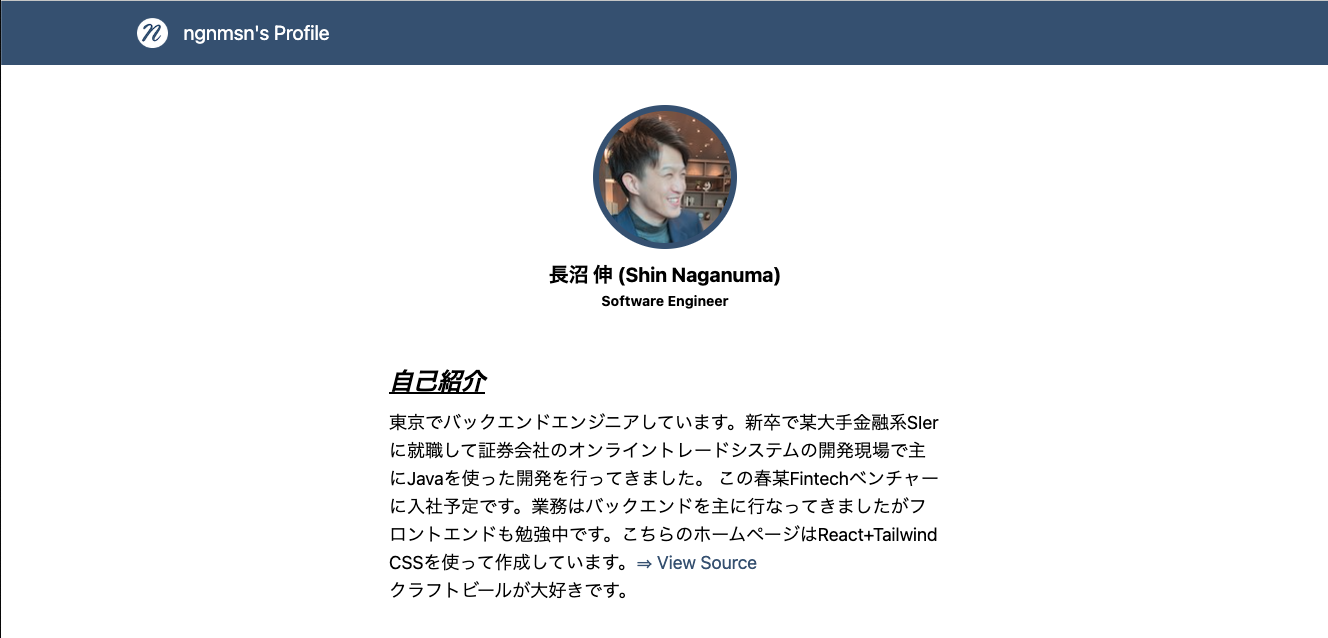 n ngnmsn's Profile
長沼 伸 (Shin Naganuma)
Software Engineer
自己紹介
東京でバックエンドエンジニアしています。新卒で某大手金融系SIer
に就職して証券会社のオンライントレードシステムの開発現場で主
にJavaを使った開発を行ってきました。 この春某Fintechベンチャー
に入社予定です。業務はバックエンドを主に行なってきましたがフ
ロントエンドも勉強中です。こちらのホームページはReact+Tailwind
CSSを使って作成しています。⇒ View Source
クラフトビールが大好きです。